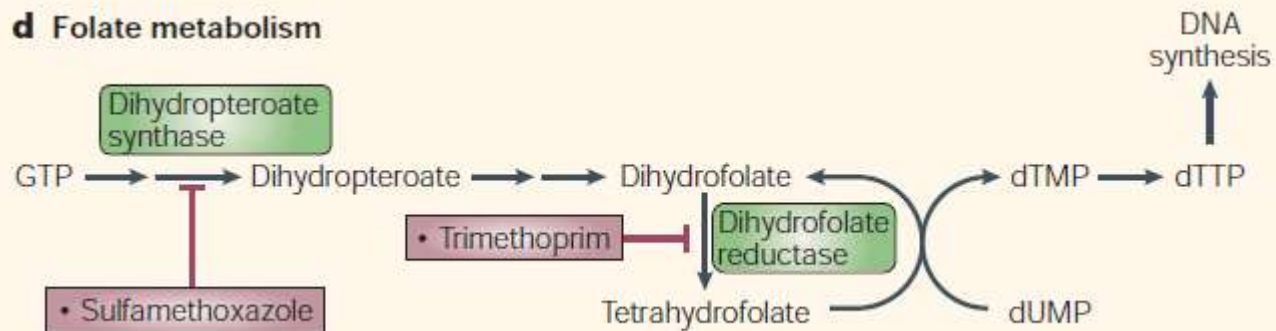 d Folate metabolism
DNA
synthesis
Dihydropteroate
synthase
GTP
Dihydropteroate
Dihydrofolate
dTMP
dTTP
• Trimethoprim
Dihydrofolate
reductase
• Sulfamethoxazole
Tetrahydrofolate
dUMP